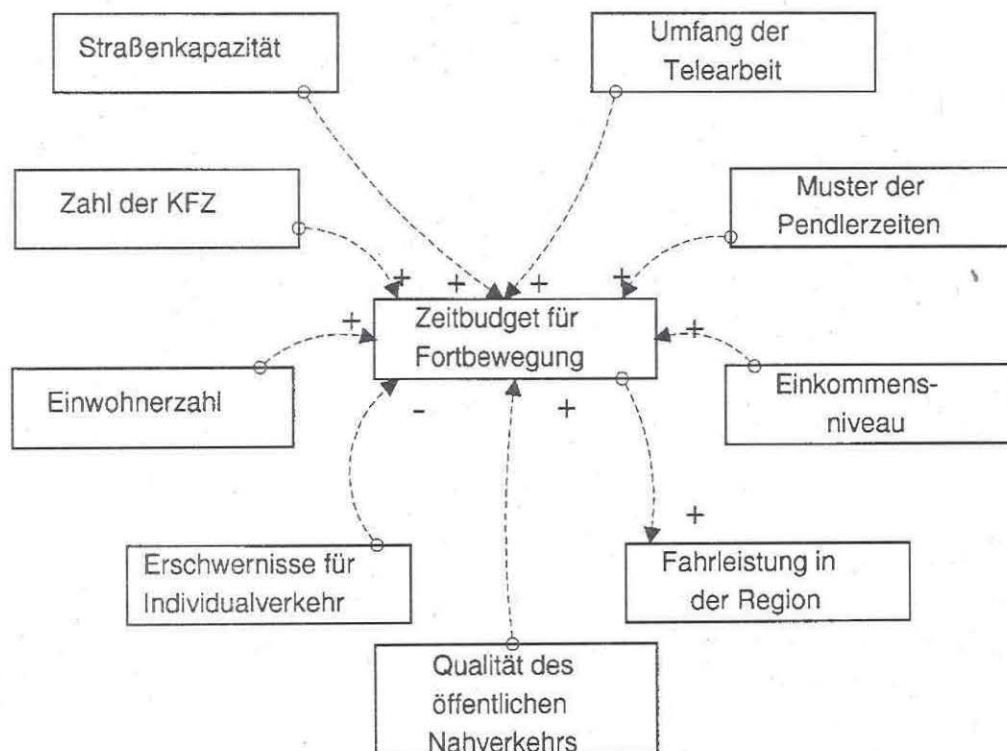 Straßenkapazität
Umfang der
Telearbeit
Zahl der KFZ
Muster der
Pendlerzeiten
+ + + +
Zeitbudget für
Fortbewegung
+
+
Einwohnerzahl
Einkommens-
niveau
- +
+
Erschwernisse für
Individualverkehr
Fahrleistung in
der Region
Qualität des
öffentlichen
Nahverkehrs